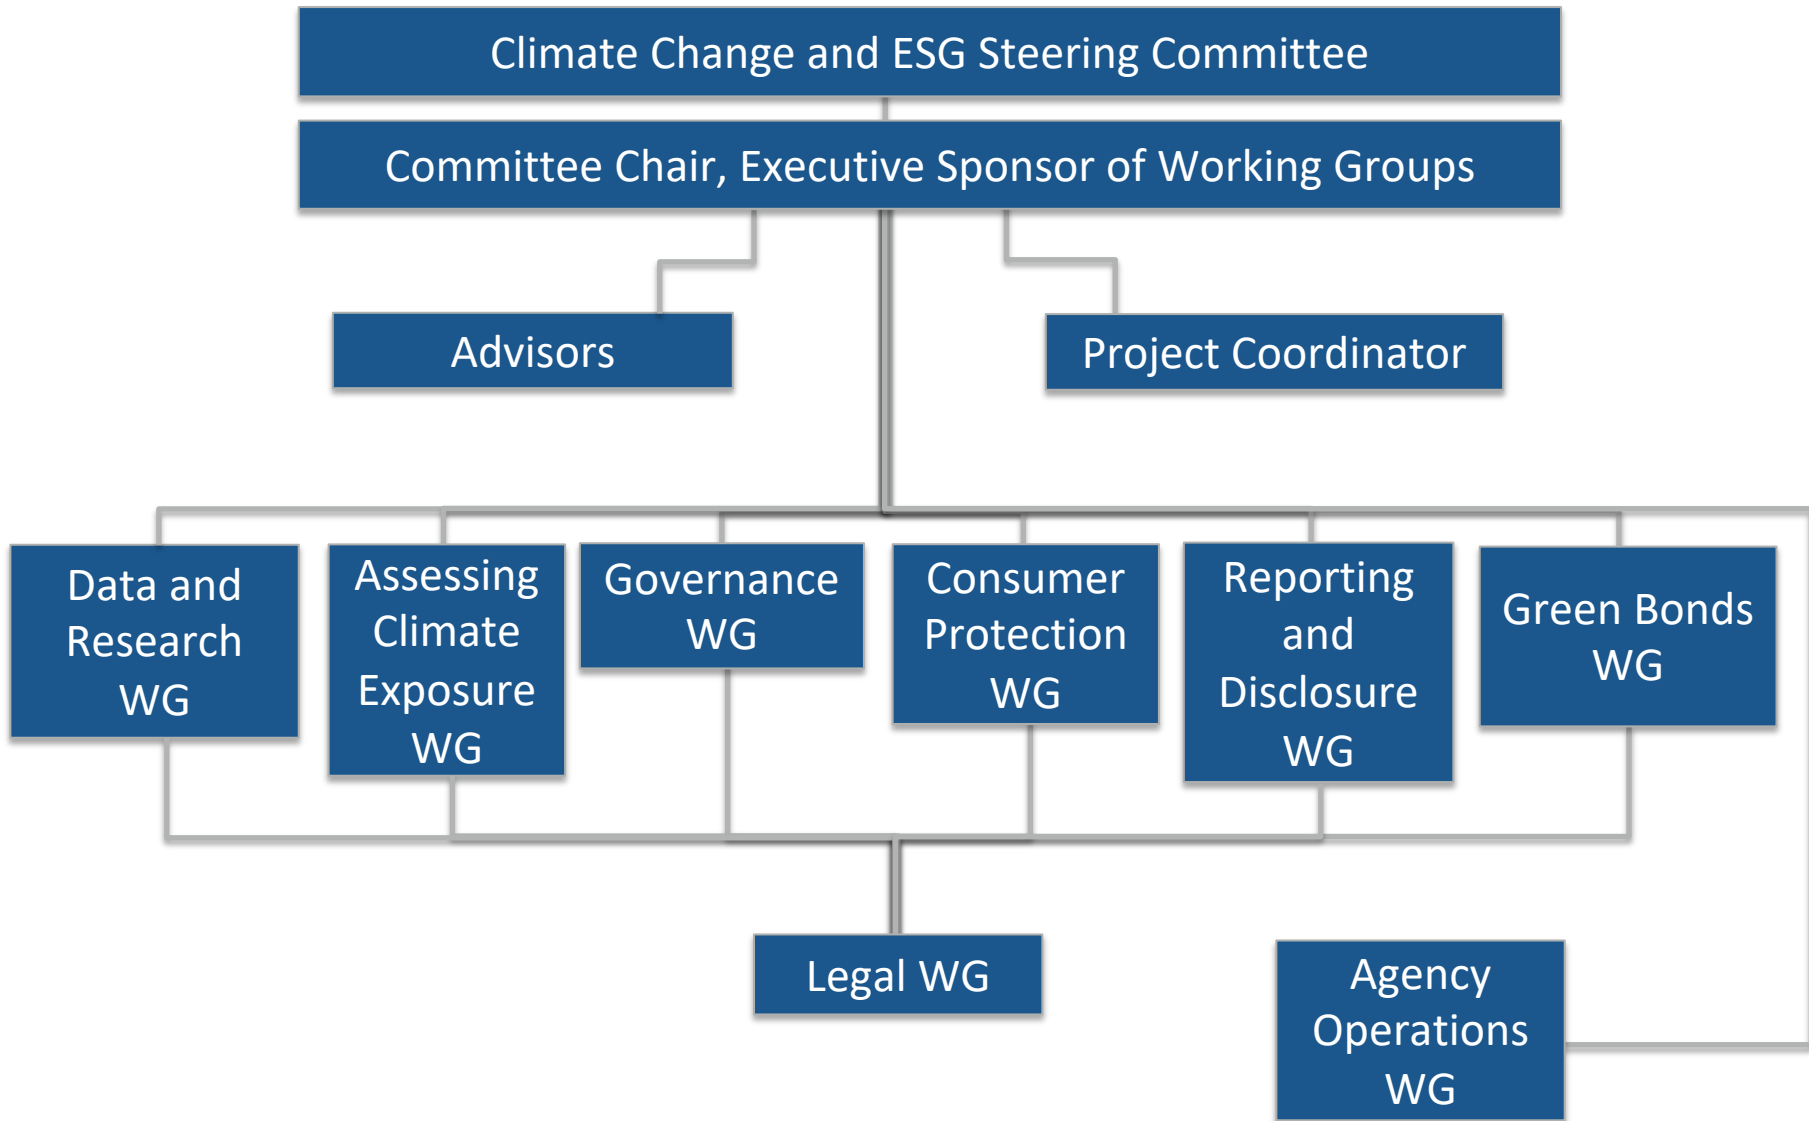 Climate Change and ESG Steering Committee
Committee Chair, Executive Sponsor of Working Groups
Advisors
Project Coordinator
Data and
Research
WG
Assessing
Climate
Exposure
WG
Governance
WG
Consumer
Protection
WG
Reporting
and
Disclosure
WG
Green Bonds
WG
Legal WG
Agency
Operations
WG